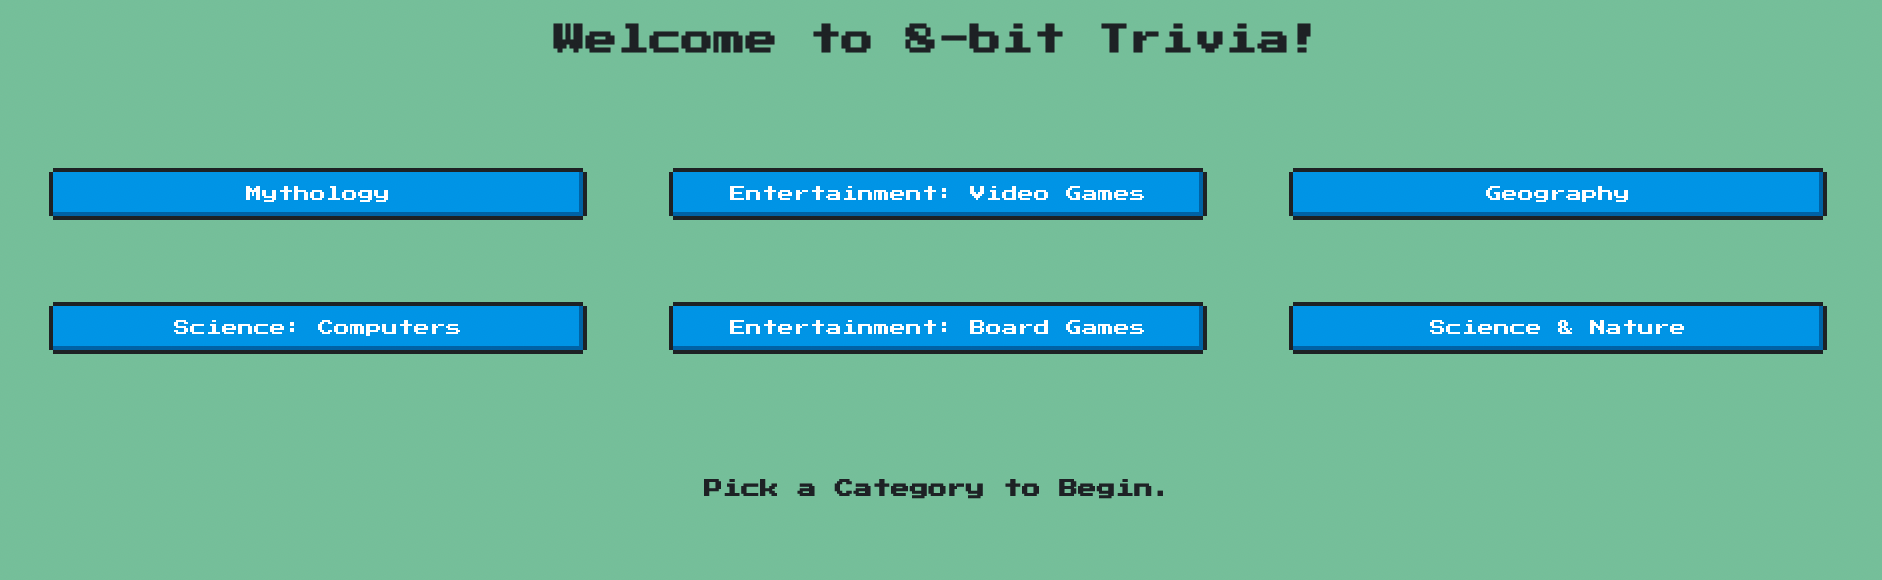 Welcome to 8-bit Trivia!
Mythology
Entertainment: Video Games
Geography
Science: Computers
Entertainment: Board Games
Science & Nature
Pick a Category to Begin.